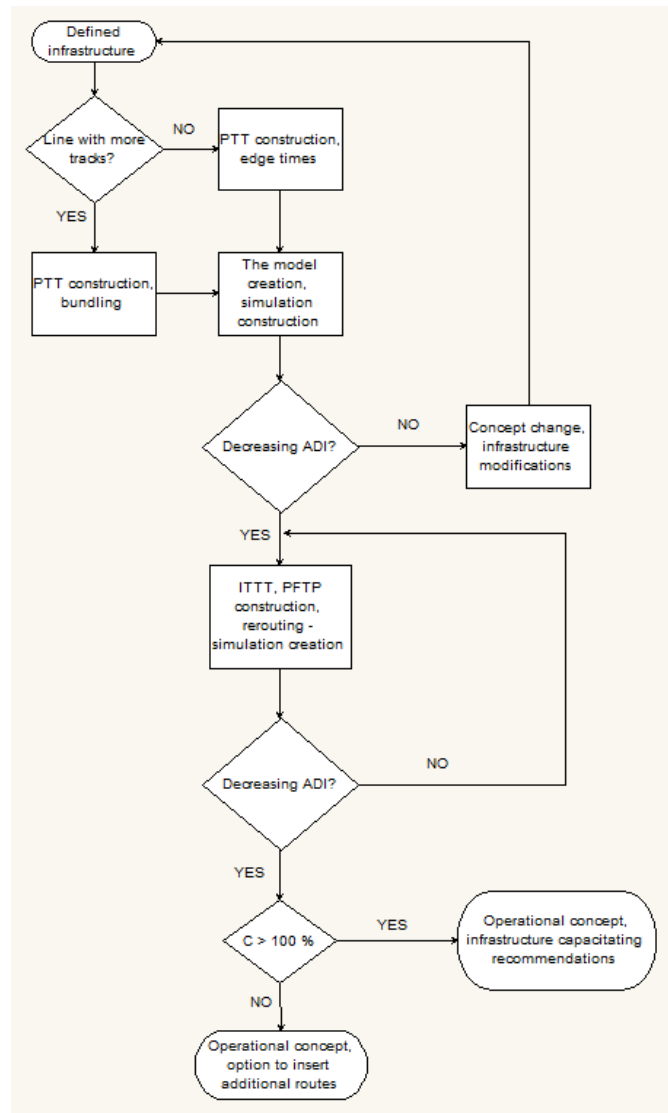 Defined
infrastructure
Line with more
tracks?
NO
PTT construction,
edge times
YES
PTT construction,
bundling
The model
creation,
simulation
construction
Decreasing ADI?
NO
Concept change,
infrastructure
modifications
YES
ITTT, PFTP
construction,
rerouting -
simulation creation
Decreasing ADI?
NO
YES
C > 100 %
YES
Operational concept,
infrastructure capacitating
recommendations
NO
Operational concept,
option to insert
additional routes